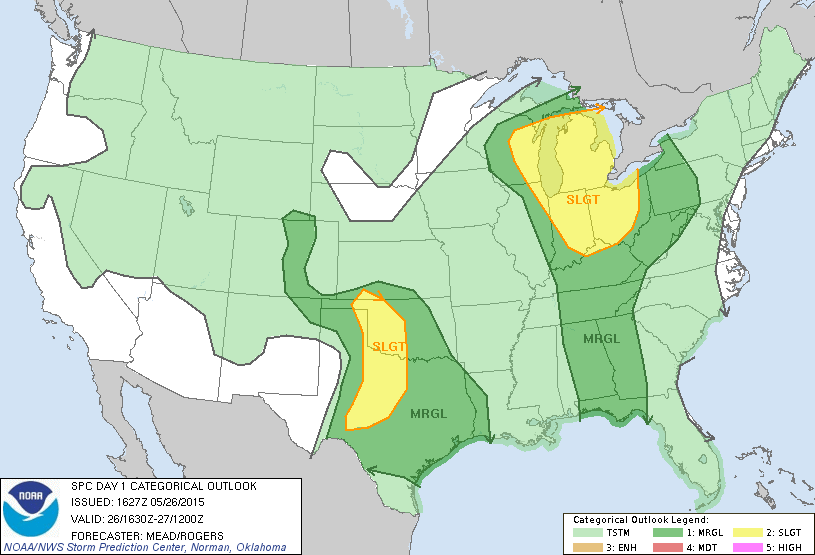 SLGT
SLGT
MRGL
MRGL
NOAA
SPC DAY 1 CATEGORICAL OUTLOOK
ISSUED: 1627Z 05/26/2015
VALID: 26/1630Z-27/1200Z
FORECASTER: MEAD/ROGERS
NOAA/NWS Storm Prediction Center, Norman, Oklahoma
Categorical Outlook Legend:
TSTM 1: MRGL 2: SLGT
3: ENH 4: MDT 5: HIGH